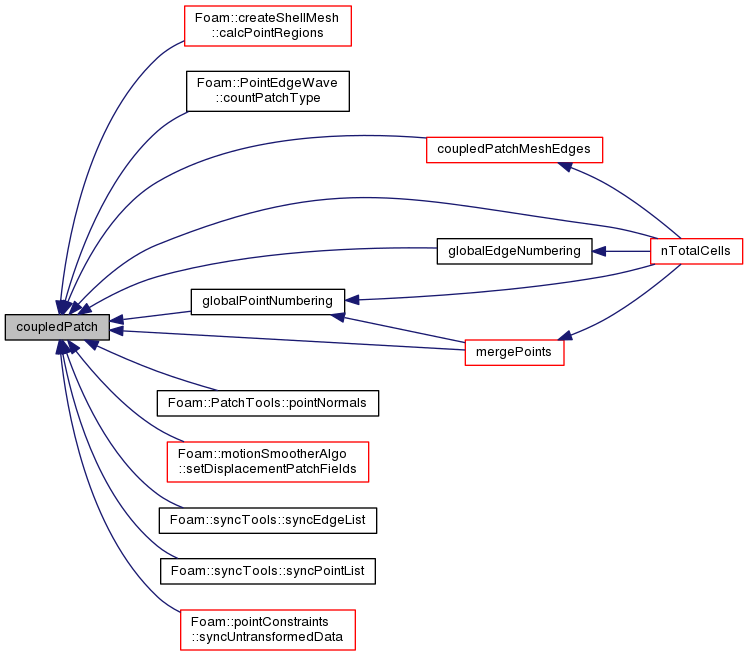 Foam::createShellMesh
::calcPointRegions
Foam::PointEdgeWave
::countPatchType
coupledPatchMeshEdges
globalEdgeNumbering
nTotalCells
globalPointNumbering
coupledPatch
mergePoints
Foam::PatchTools::pointNormals
Foam::motionSmootherAlgo
::setDisplacementPatchFields
Foam::syncTools::syncEdgeList
Foam::syncTools::syncPointList
Foam::pointConstraints
::syncUntransformedData